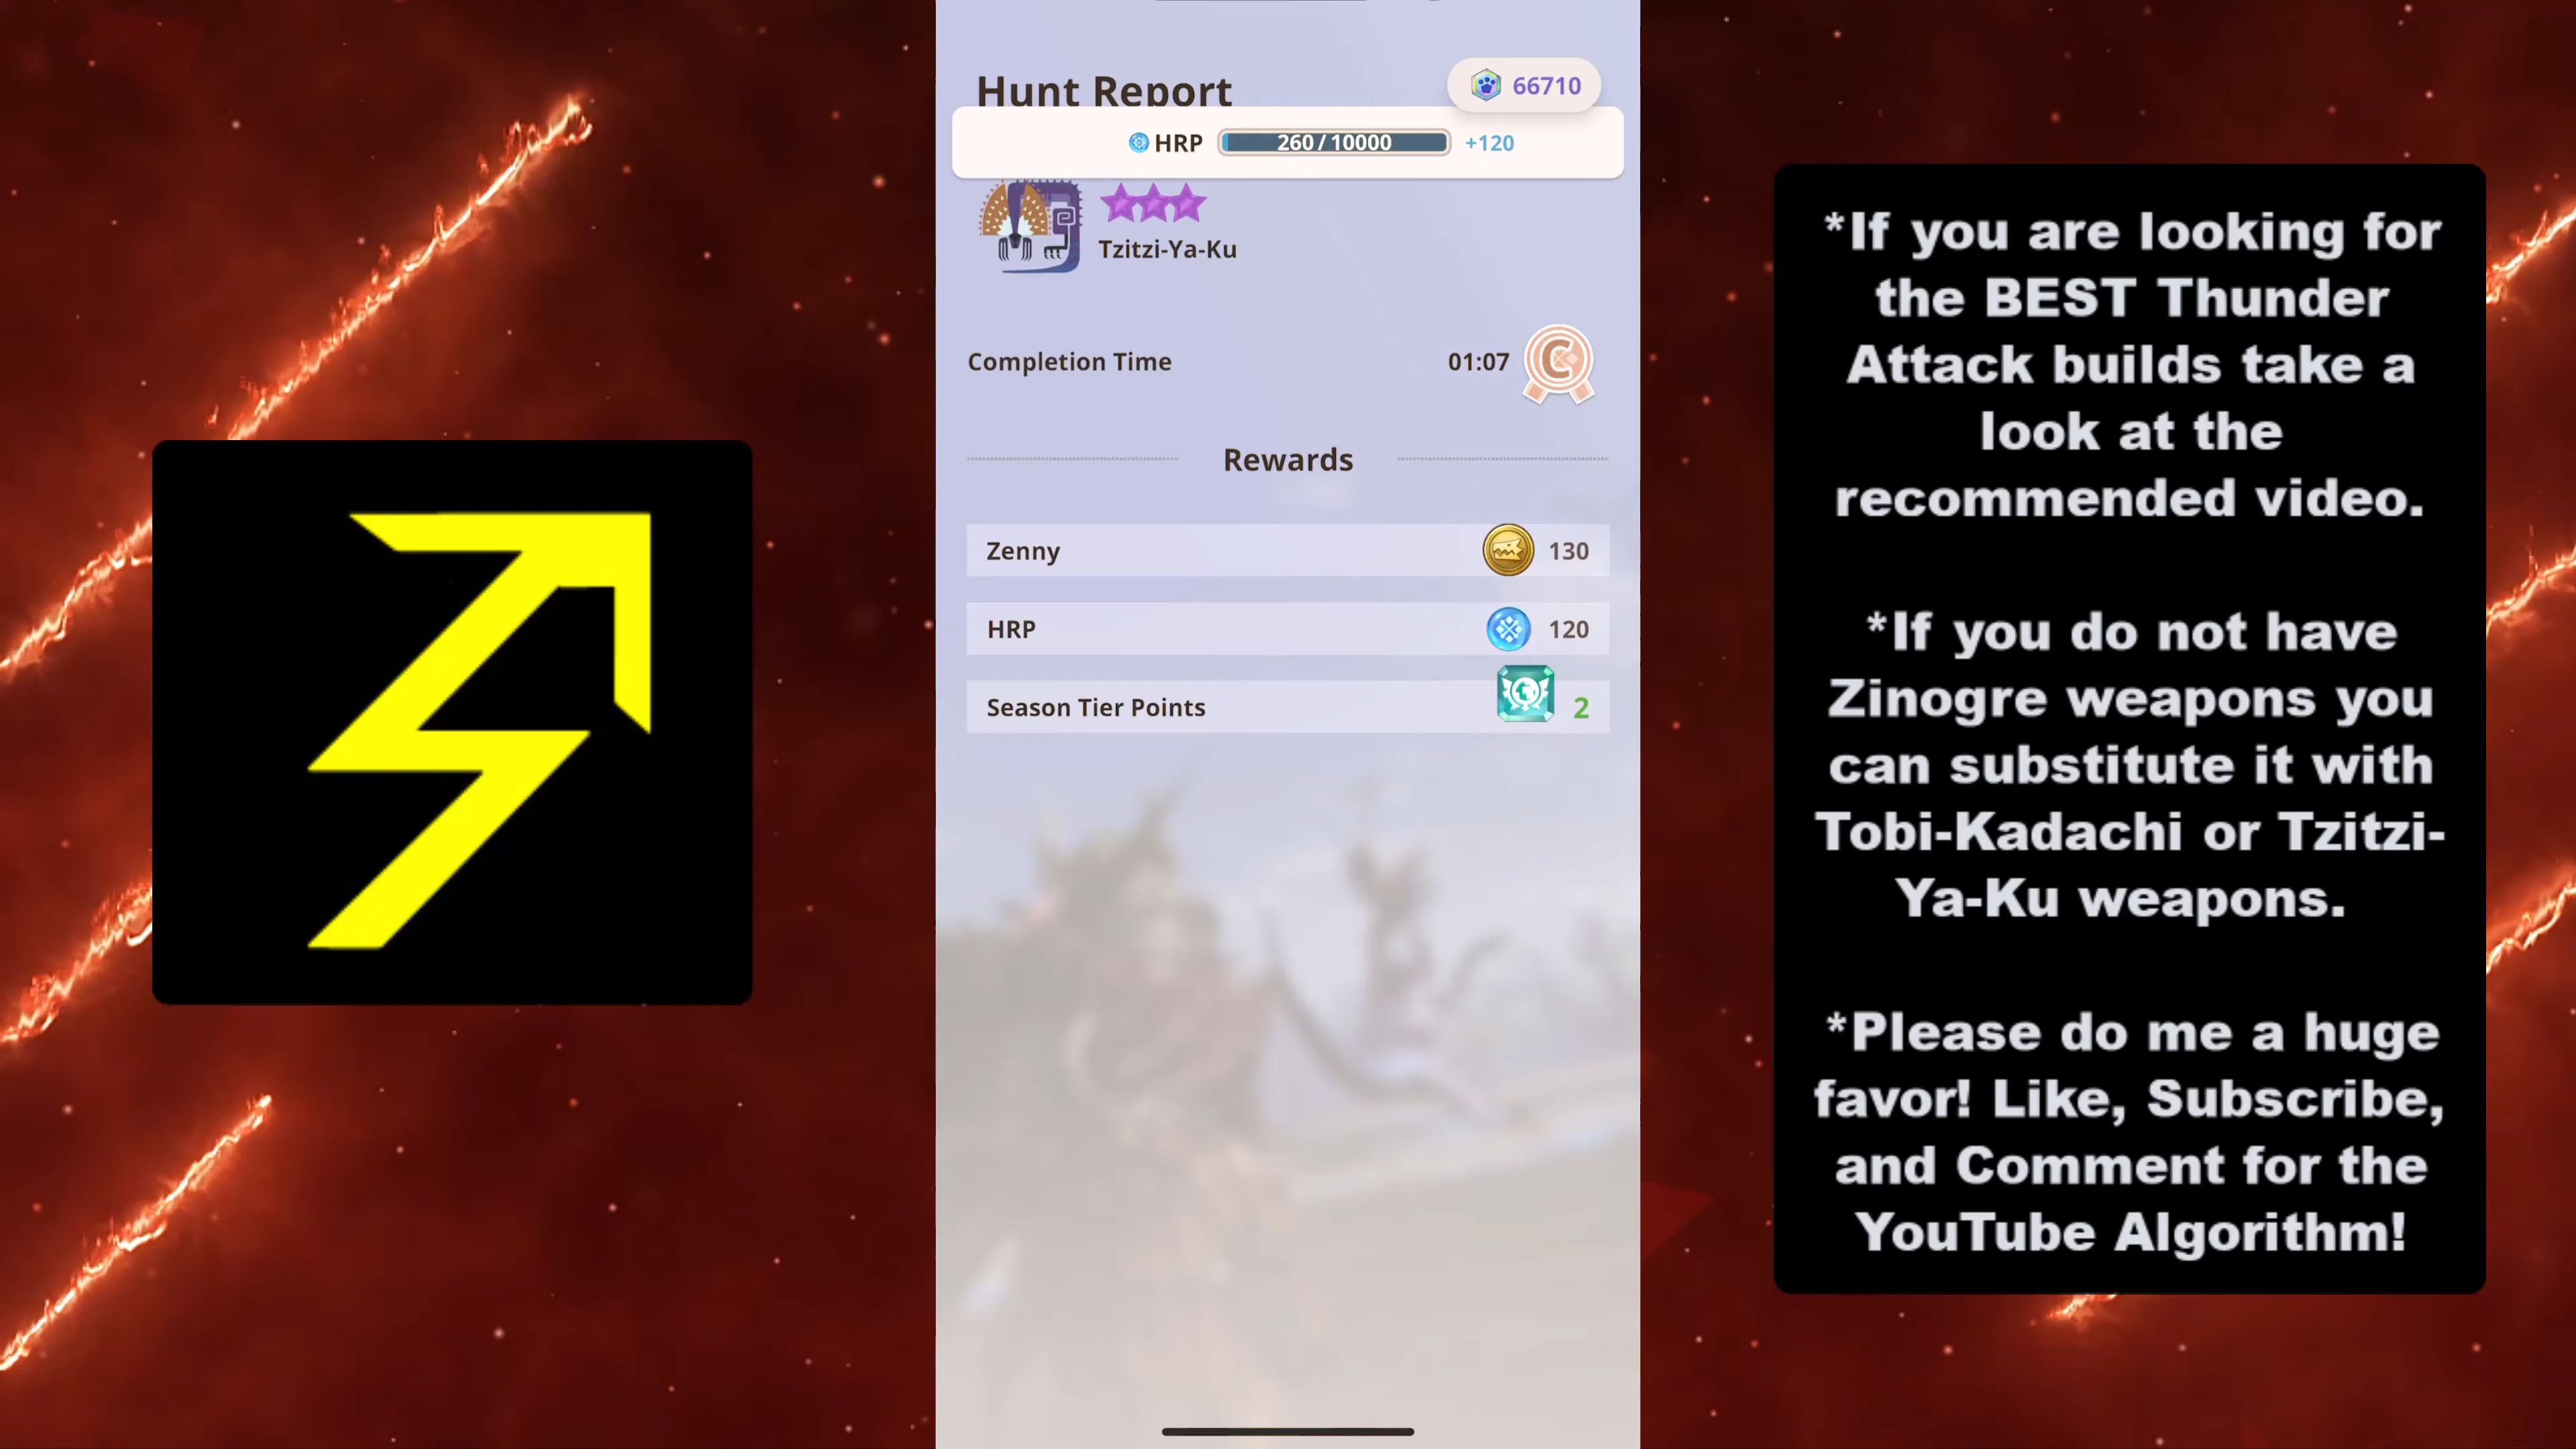 Hunt Report
66710
HRP 260/10000 +120
Tzitzi-Ya-Ku
Completion Time 01:07 C
Rewards
Zenny 130
HRP 120
Season Tier Points 2
*If you are looking for
the BEST Thunder
Attack builds take a
look at the
recommended video.
*If you do not have
Zinogre weapons you
can substitute it with
Tobi-Kadachi or Tzitzi-
Ya-Ku weapons.
*Please do me a huge
favor! Like, Subscribe,
and Comment for the
YouTube Algorithm!